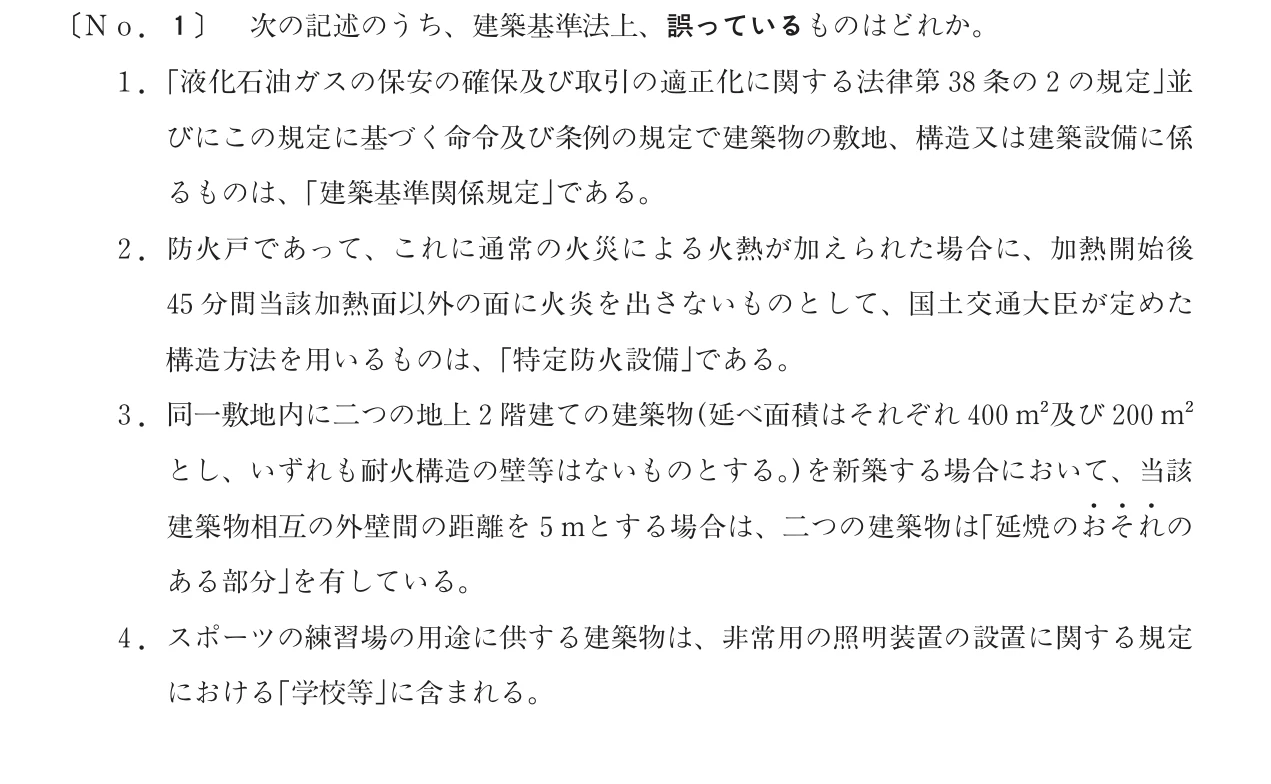 〔Ｎｏ．１〕　次の記述のうち、建築基準法上、誤っているものはどれか。
１．「液化石油ガスの保安の確保及び取引の適正化に関する法律第 38 条の 2 の規定」並
びにこの規定に基づく命令及び条例の規定で建築物の敷地、構造又は建築設備に係
るものは、「建築基準関係規定」である。
２．防火戸であって、これに通常の火災による火熱が加えられた場合に、加熱開始後
45 分間当該加熱面以外の面に火炎を出さないものとして、国土交通大臣が定めた
構造方法を用いるものは、「特定防火設備」である。
３．同一敷地内に二つの地上 2 階建ての建築物(延べ面積はそれぞれ 400 m²及び 200 m²
とし、いずれも耐火構造の壁等はないものとする。)を新築する場合において、当該
建築物相互の外壁間の距離を 5 mとする場合は、二つの建築物は「延焼のおそれの
ある部分」を有している。
４．スポーツの練習場の用途に供する建築物は、非常用の照明装置の設置に関する規定
における「学校等」に含まれる。